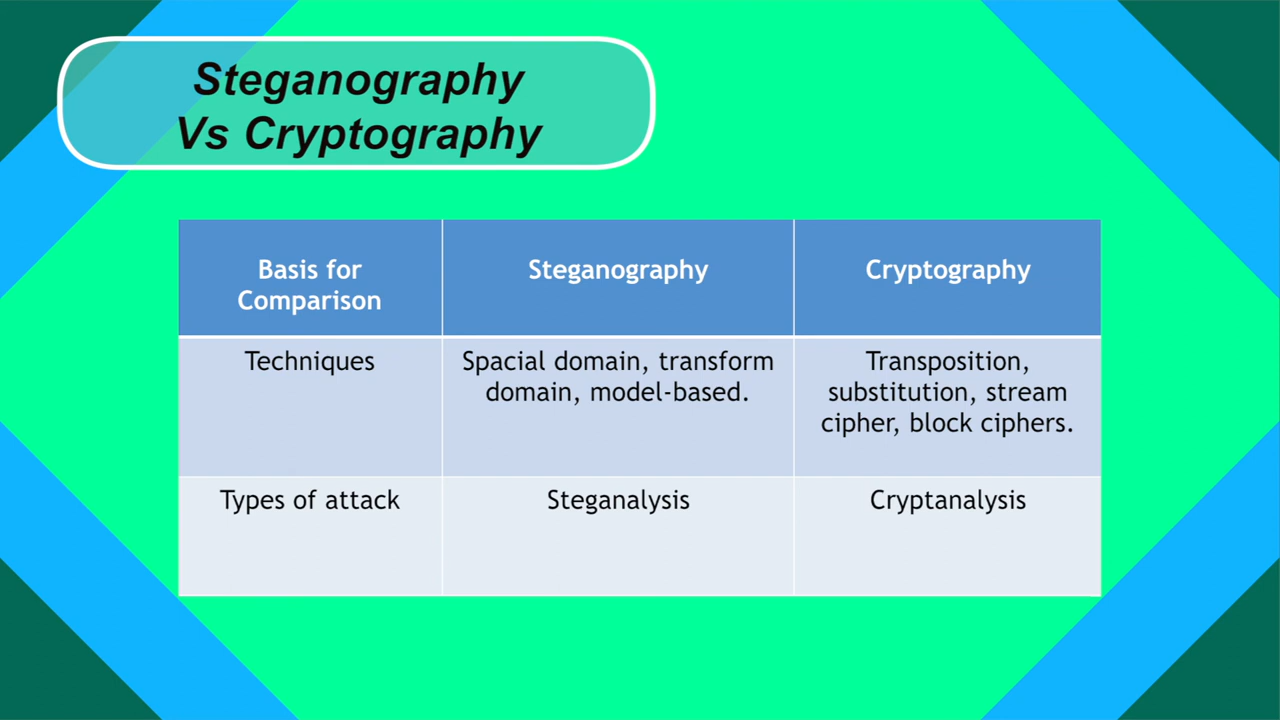 Steganography
Vs Cryptography
Basis for
Comparison
Steganography
Cryptography
Techniques
Spacial domain, transform
domain, model-based.
Transposition,
substitution, stream
cipher, block ciphers.
Types of attack
Steganalysis
Cryptanalysis